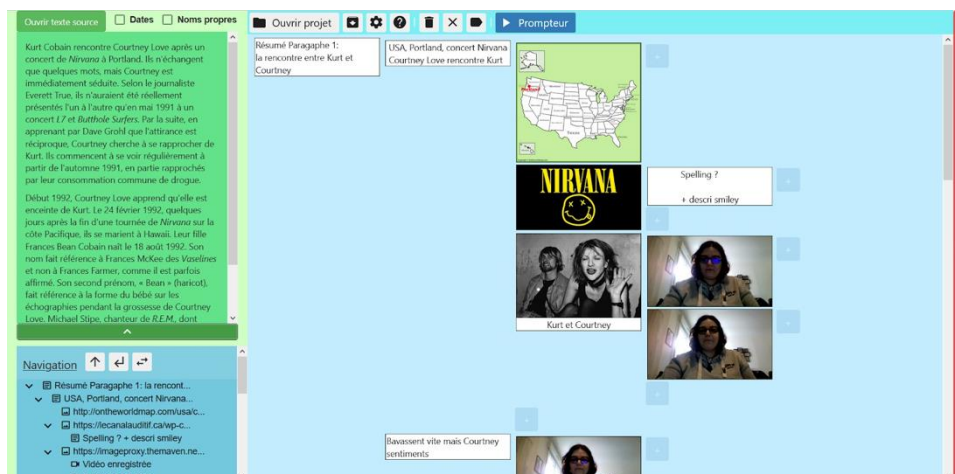 Ouvrir texte source
Dates
Noms propres
Ouvrir projet
Prompteur
Kurt Cobain rencontre Courtney Love après un
concert de Nirvana à Portland. Ils n'échangent
que quelques mots, mais Courtney est
immédiatement séduite. Selon le journaliste
Everett True, ils n'auraient été réellement
présentés l'un à l'autre qu'en mai 1991 à un
concert L7 et Butthole Surfers. Par la suite, en
apprenant par Dave Grohl que l'attirance est
réciproque, Courtney cherche à se rapprocher de
Kurt. Ils commencent à se voir régulièrement à
partir de l'automne 1991, en partie rapprochés
par leur consommation commune de drogue.
Début 1992, Courtney Love apprend qu'elle est
enceinte de Kurt. Le 24 février 1992, quelques
jours après la fin d'une tournée de Nirvana sur la
côte Pacifique, ils se marient à Hawaii. Leur fille
Frances Bean Cobain naît le 18 août 1992. Son
nom fait référence à Frances McKee des Vaselines
et non à Frances Farmer, comme il est parfois
affirmé. Son second prénom, « Bean » (haricot),
fait référence à la forme du bébé sur les
échographies pendant la grossesse de Courtney
Love. Michael Stipe, chanteur de R.E.M., dont
Navigation
Résumé Paragaphe 1: la rencont...
USA, Portland, concert Nirvana...
http://ontheworldmap.com/usa/c...
https://lecanalauditif.ca/wp-c...
Spelling ? + descri smiley
https://imageproxy.themaven.ne...
Vidéo enregistrée
Résumé Paragaphe 1:
la rencontre entre Kurt et
Courtney
USA, Portland, concert Nirvana
Courtney Love rencontre Kurt
NIRVANA
Spelling ?
+ descri smiley
Kurt et Courtney
Bavassent vite mais Courtney
sentiments